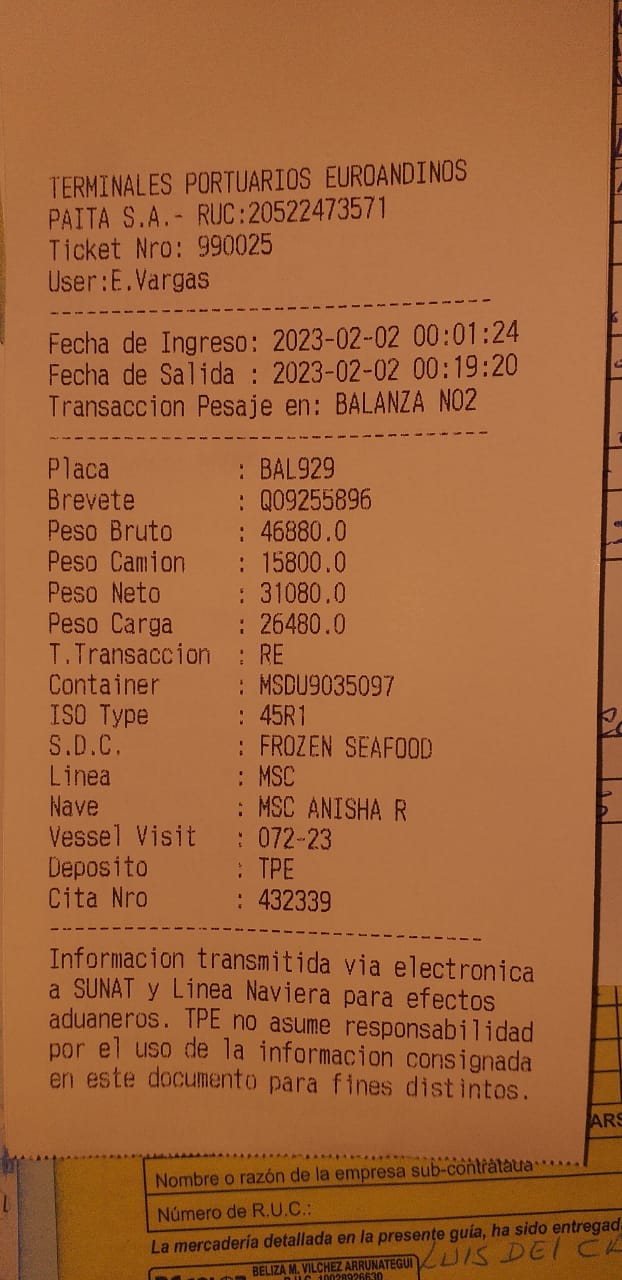 TERMINALES PORTUARIOS EUROANDINOS
PAITA S.A.- RUC:20522473571
Ticket Nro: 990025
User:E.Vargas
Fecha de Ingreso: 2023-02-02 00:01:24
Fecha de Salida : 2023-02-02 00:19:20
Transaccion Pesaje en: BALANZA NO2
Placa : BAL929
Brevete : Q09255896
Peso Bruto : 46880.0
Peso Camion : 15800.0
Peso Neto : 31080.0
Peso Carga : 26480.0
T.Transaccion : RE
Container : MSDU9035097
ISO Type : 45R1
S.D.C. : FROZEN SEAFOOD
Linea : MSC
Nave : MSC ANISHA R
Vessel Visit : 072-23
Deposito : TPE
Cita Nro : 432339
Informacion transmitida via electronica
a SUNAT y Linea Naviera para efectos
aduaneros. TPE no asume responsabilidad
por el uso de la informacion consignada
en este documento para fines distintos.
ARS
Nombre o razón de la empresa sub-contratada
Número de R.U.C.:
La mercadería detallada en la presente guía, ha sido entregad
BELIZA M. VILCHEZ ARRUNATEGUI
LUIS DEL